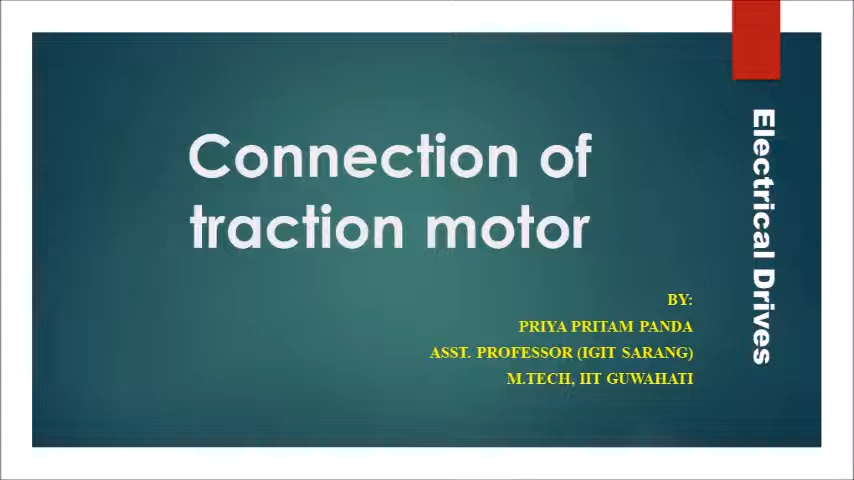 Connection of
traction motor
BY:
PRIYA PRITAM PANDA
ASST. PROFESSOR (IGIT SARANG)
M.TECH, IIT GUWAHATI
Electrical Drives